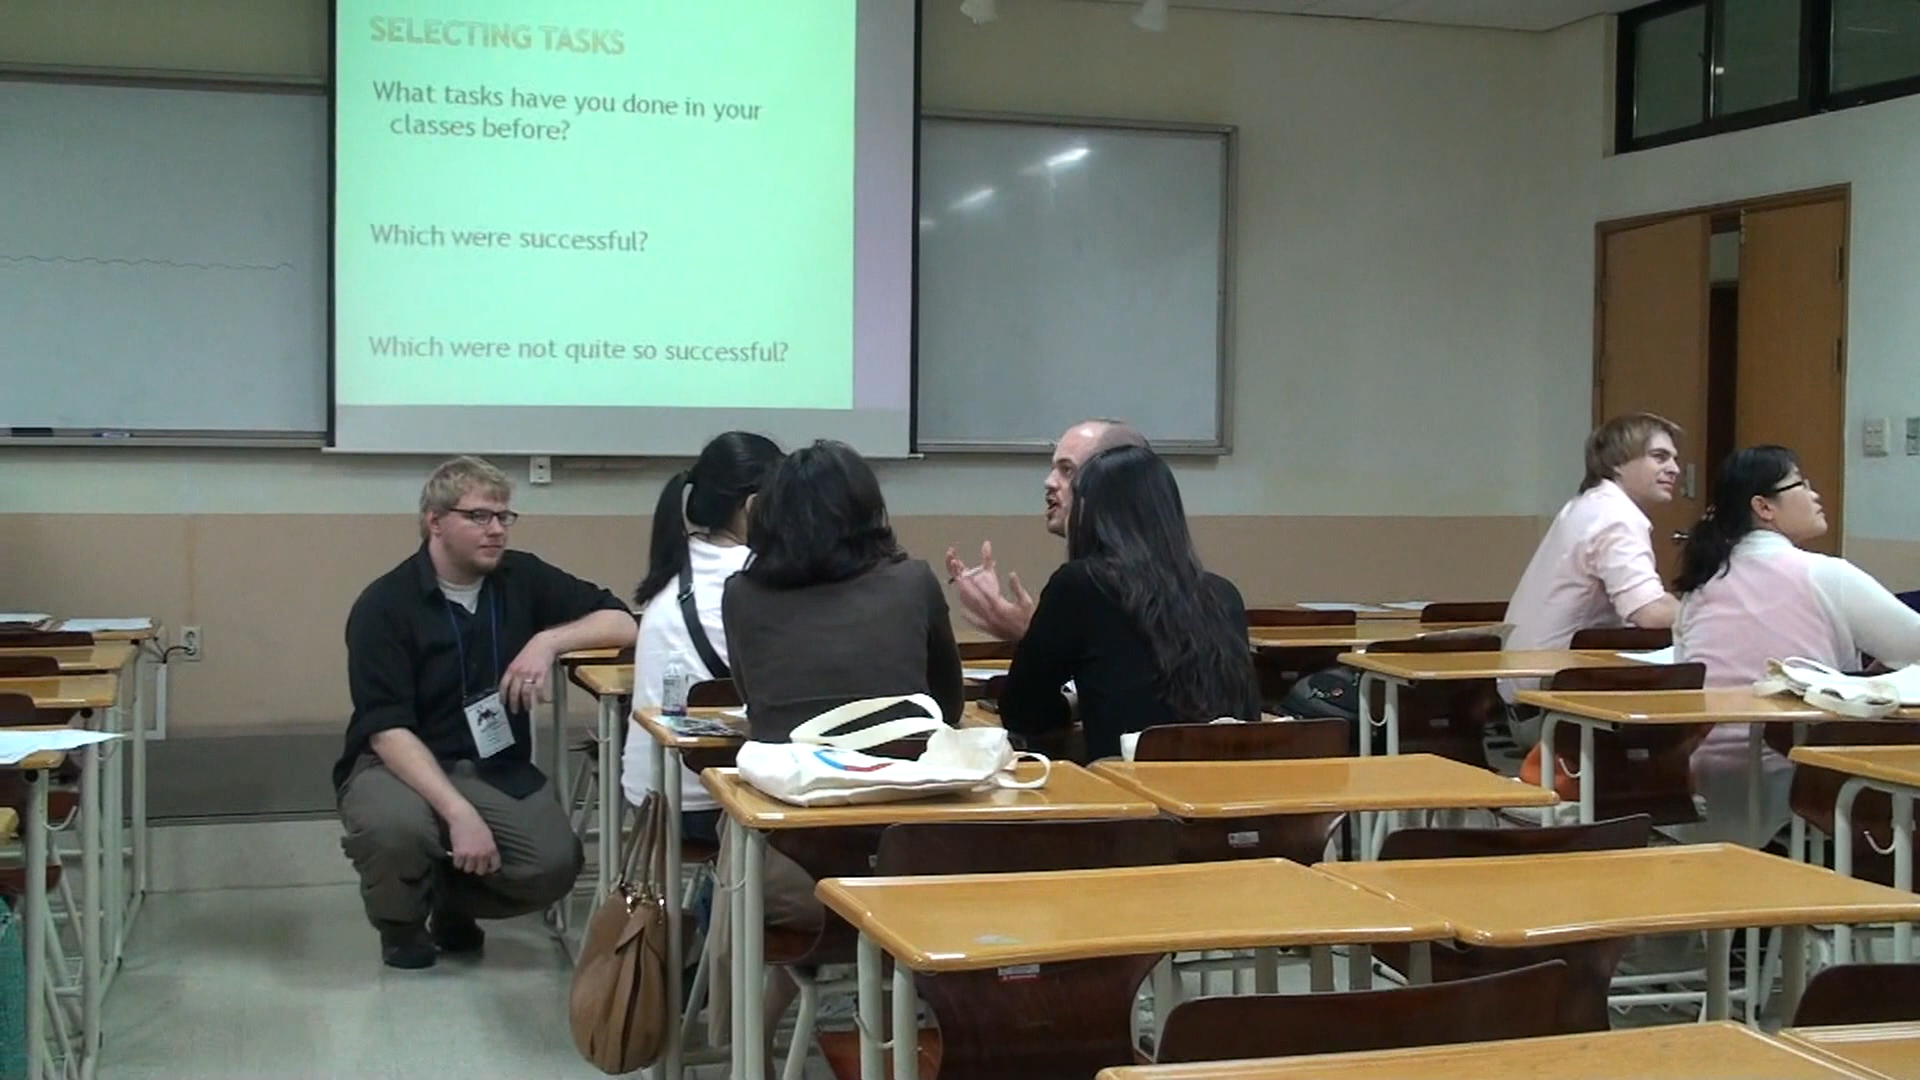 SELECTING TASKS
What tasks have you done in your
classes before?
Which were successful?
Which were not quite so successful?